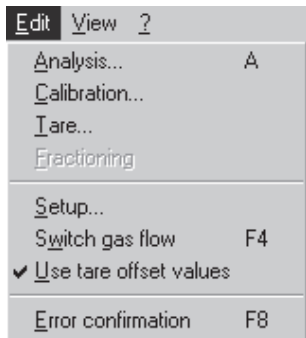 Edit View ?
Analysis... A
Calibration...
Tare...
Fractioning
Setup...
Switch gas flow F4
Use tare offset values
Error confirmation F8